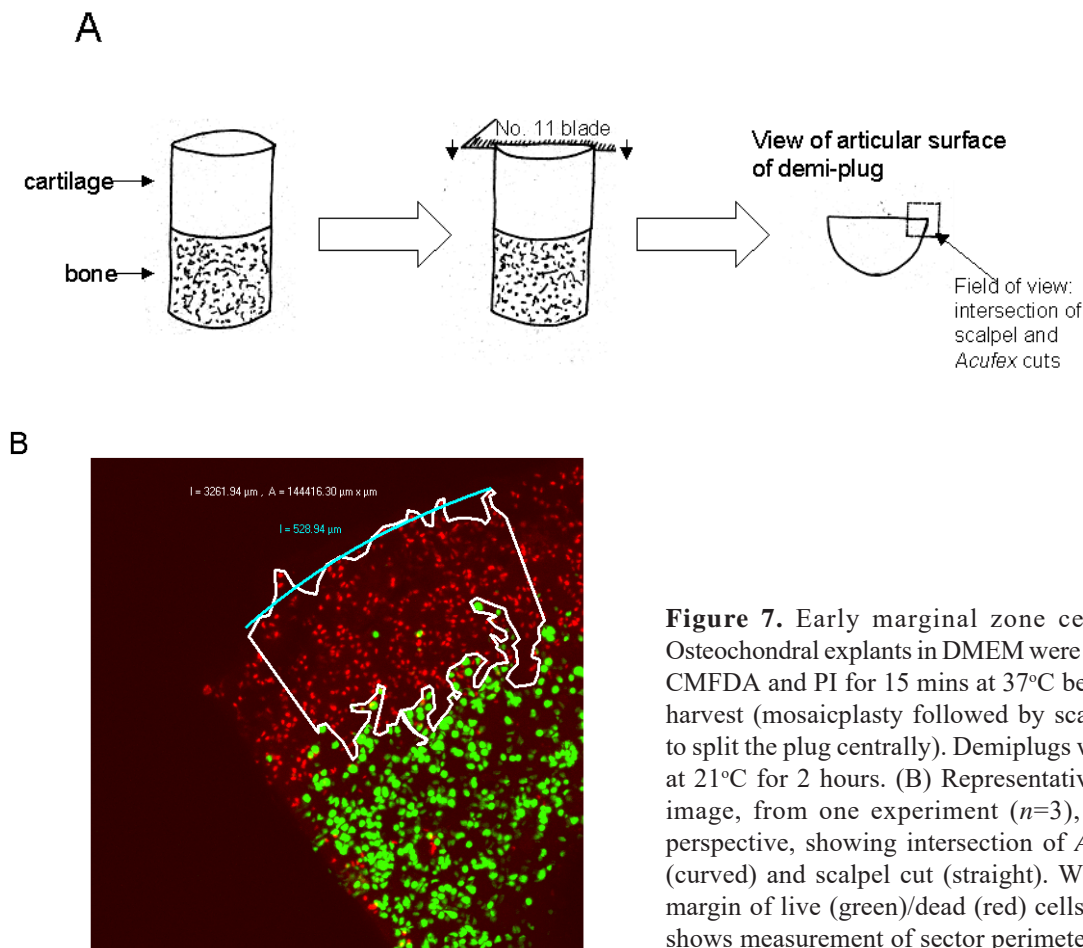 A
No. 11 blade
cartilage
bone
View of articular surface
of demi-plug
Field of view:
intersection of
scalpel and
Acufex cuts
B
l = 3261.94 µm , A = 144416.30 µm x µm
l = 528.94 µm
Figure 7. Early marginal zone ce
Osteochondral explants in DMEM were
CMFDA and PI for 15 mins at 37ºC be
harvest (mosaicplasty followed by sca
to split the plug centrally). Demiplugs w
at 21ºC for 2 hours. (B) Representativ
image, from one experiment (n=3),
perspective, showing intersection of A
(curved) and scalpel cut (straight). W
margin of live (green)/dead (red) cells
shows measurement of sector perimete